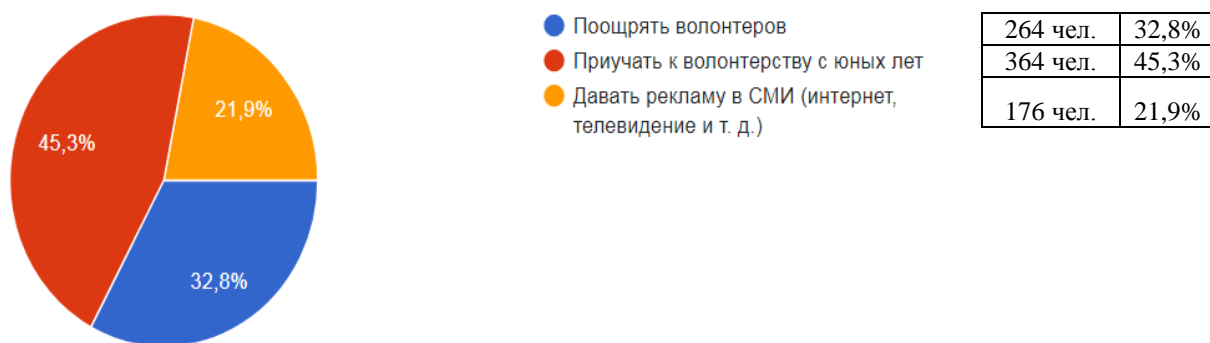 21,9%
45,3%
32,8%
Поощрять волонтеров
Приучать к волонтерству с юных лет
Давать рекламу в СМИ (интернет,
телевидение и т. д.)
264 чел. 32,8%
364 чел. 45,3%
176 чел. 21,9%